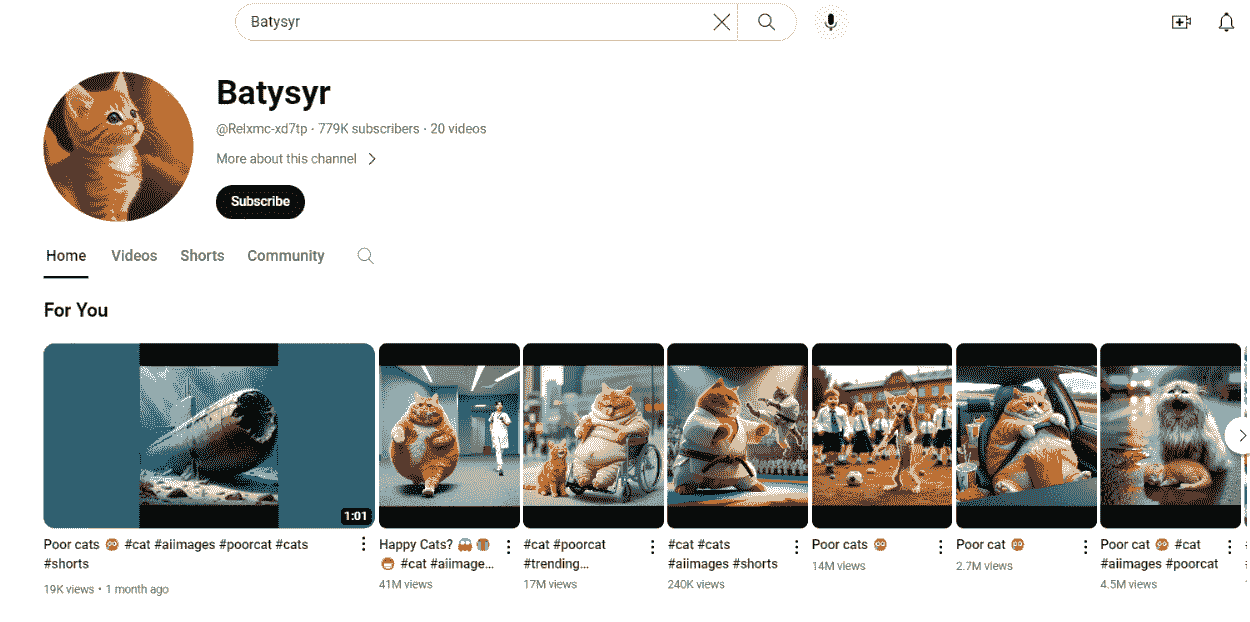 Batysyr
Batysyr
@Relxmc-xd7tp · 779K subscribers · 20 videos
More about this channel
Subscribe
Home Videos Shorts Community
For You
1:01
Poor cats 😳 #cat #aiimages #poorcat #cats
#shorts
19K views • 1 month ago
Happy Cats?
#cat #aiimage...
41M views
#cat #poorcat
#trending...
17M views
#cat #cats
#aiimages #shorts
240K views
Poor cats
14M views
Poor cat
2.7M views
Poor cat #cat
#aiimages #poorcat
4.5M views